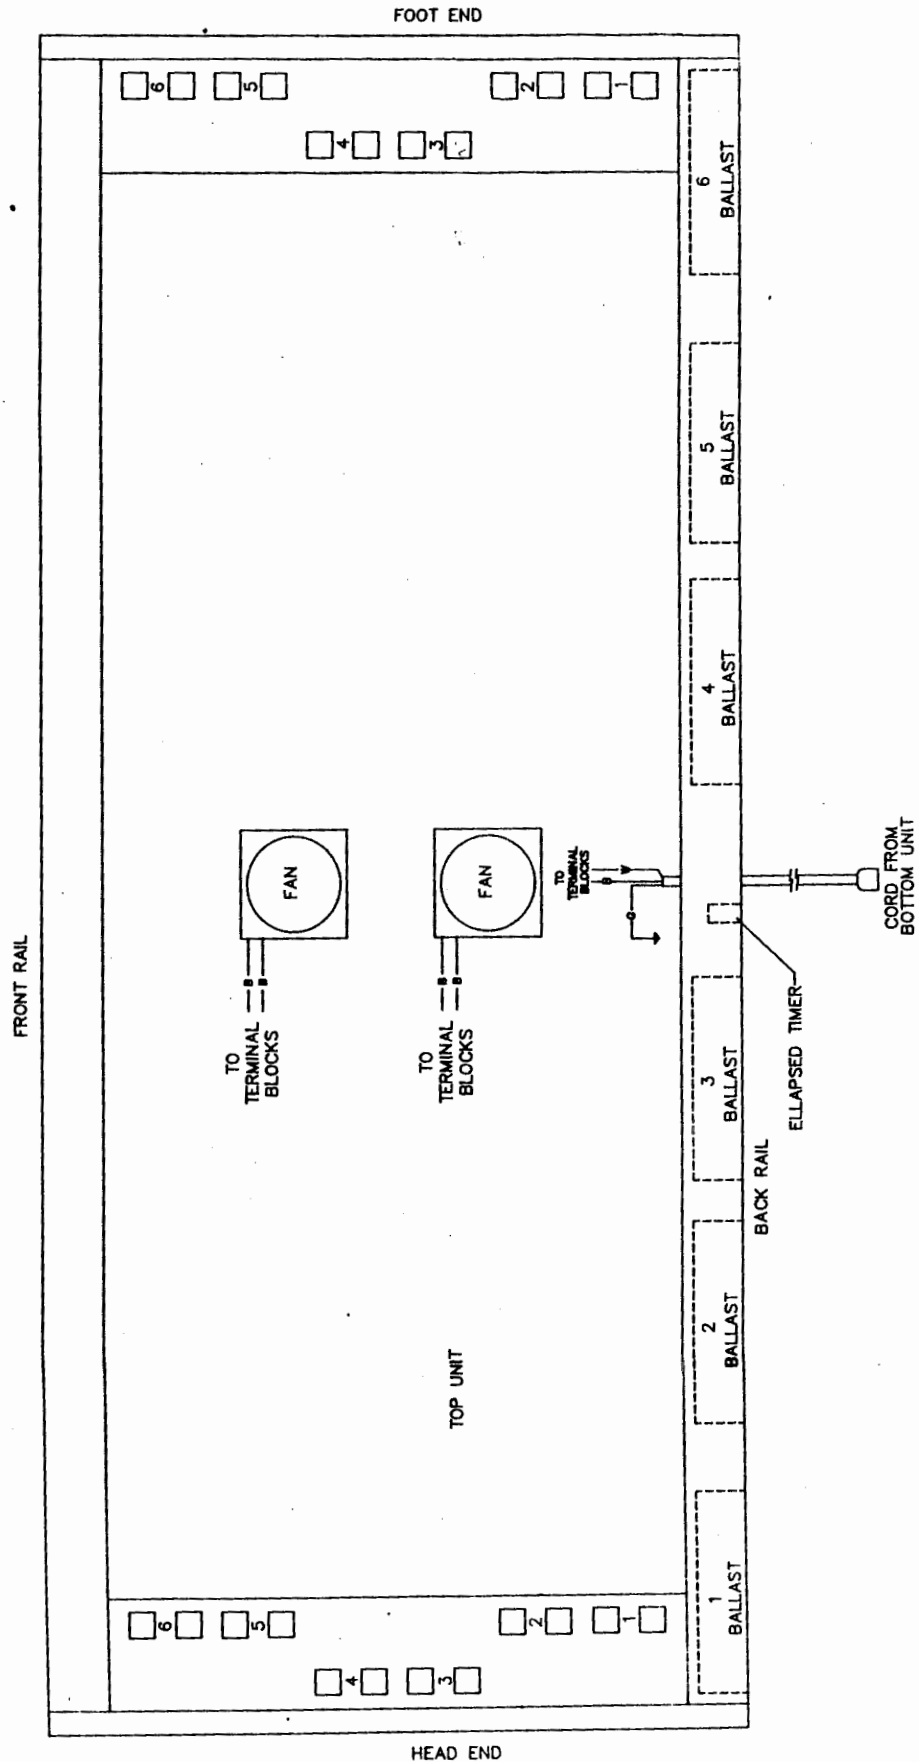 FOOT END
6
5
2
1
4
3
FRONT RAIL
FAN
B
B
TO
TERMINAL
BLOCKS
FAN
B
B
TO
TERMINAL
BLOCKS
TO
TERMINAL
BLOCKS
B
W
G
6
BALLAST
5
BALLAST
4
BALLAST
3
BALLAST
2
BALLAST
1
BALLAST
CORD FROM
BOTTOM UNIT
ELLAPSED TIMER
BACK RAIL
TOP UNIT
6
5
2
1
4
3
HEAD END